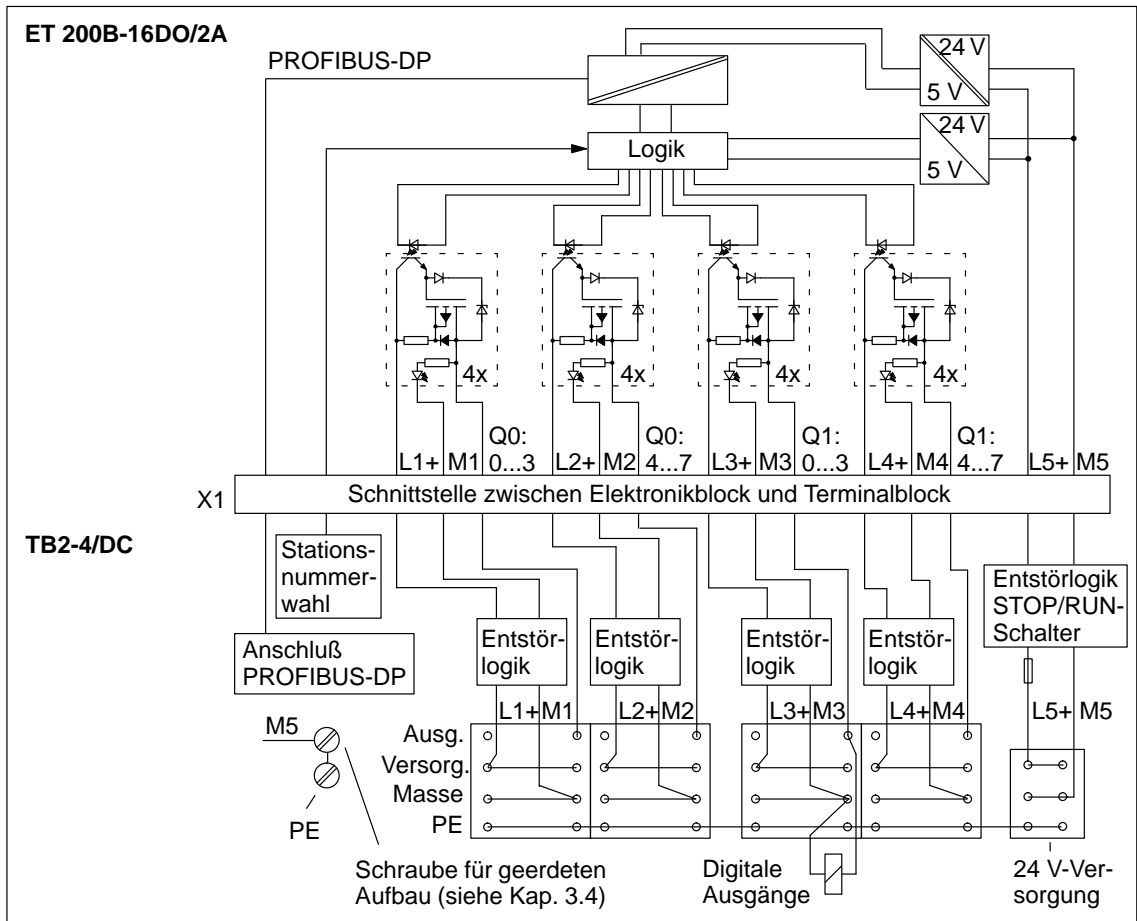 ET 200B-16DO/2A
PROFIBUS-DP
24 V
5 V
24 V
5 V
Logik
4x
4x
4x
4x
Q0:
Q0:
Q1:
Q1:
L1+ M1 0...3 L2+ M2 4...7 L3+ M3 0...3 L4+ M4 4...7 L5+ M5
X1
Schnittstelle zwischen Elektronikblock und Terminalblock
TB2-4/DC
Stations-
nummer-
wahl
Entstörlogik
STOP/RUN-
Schalter
Anschluß
PROFIBUS-DP
Entstör-
logik
Entstör-
logik
Entstör-
logik
Entstör-
logik
L1+M1 L2+M2 L3+M3 L4+M4 L5+ M5
M5
Ausg.
Versorg.
Masse
PE
PE
Schraube für geerdeten
Aufbau (siehe Kap. 3.4)
Digitale
Ausgänge
24 V-Ver-
sorgung